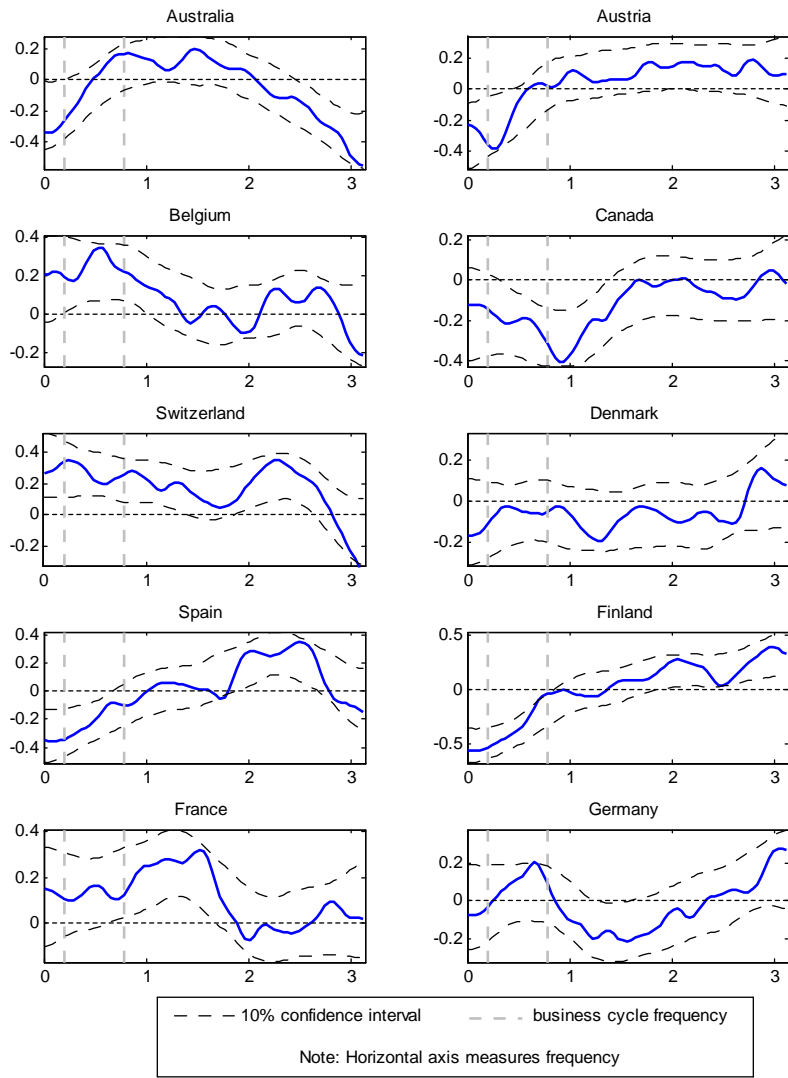 Australia
Austria
0.2
0
-0.2
-0.4
0 1 2 3
0.2
0
-0.2
-0.4
0 1 2 3
Belgium
Canada
0.4
0.2
0
-0.2
0 1 2 3
0.2
0
-0.2
-0.4
0 1 2 3
Switzerland
Denmark
0.4
0.2
0
-0.2
0 1 2 3
0.2
0
-0.2
0 1 2 3
Spain
Finland
0.4
0.2
0
-0.2
-0.4
0 1 2 3
0.5
0
-0.5
0 1 2 3
France
Germany
0.4
0.2
0
0 1 2 3
0.2
0
-0.2
0 1 2 3
10% confidence interval
business cycle frequency
Note: Horizontal axis measures frequency